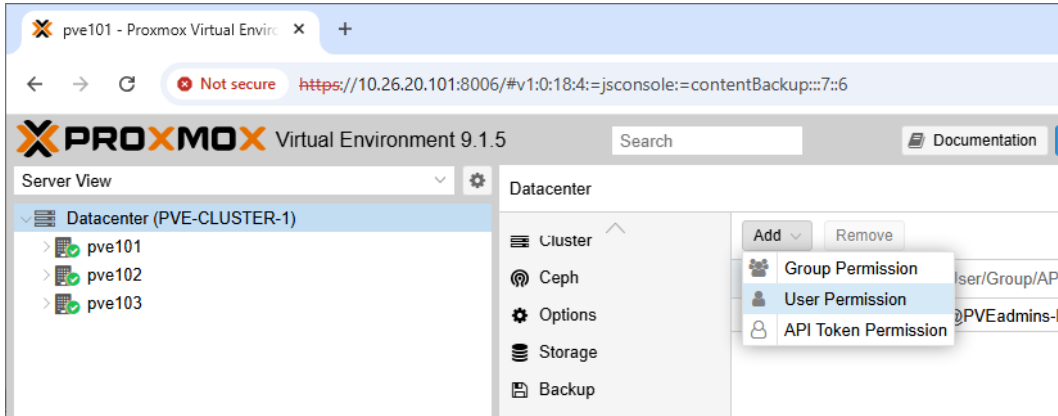 pve101 - Proxmox Virtual Enviro
Not secure https://10.26.20.101:8006/#v1:0:18:4:=jsconsole:=contentBackup:::7::6
PROXMOX Virtual Environment 9.1.5 Search Documentation
Server View Datacenter
Datacenter (PVE-CLUSTER-1)
pve101
pve102
pve103
Cluster
Ceph
Options
Storage
Backup
Add Remove
Group Permission
User Permission
API Token Permission
User/Group/AP
@PVEadmins-